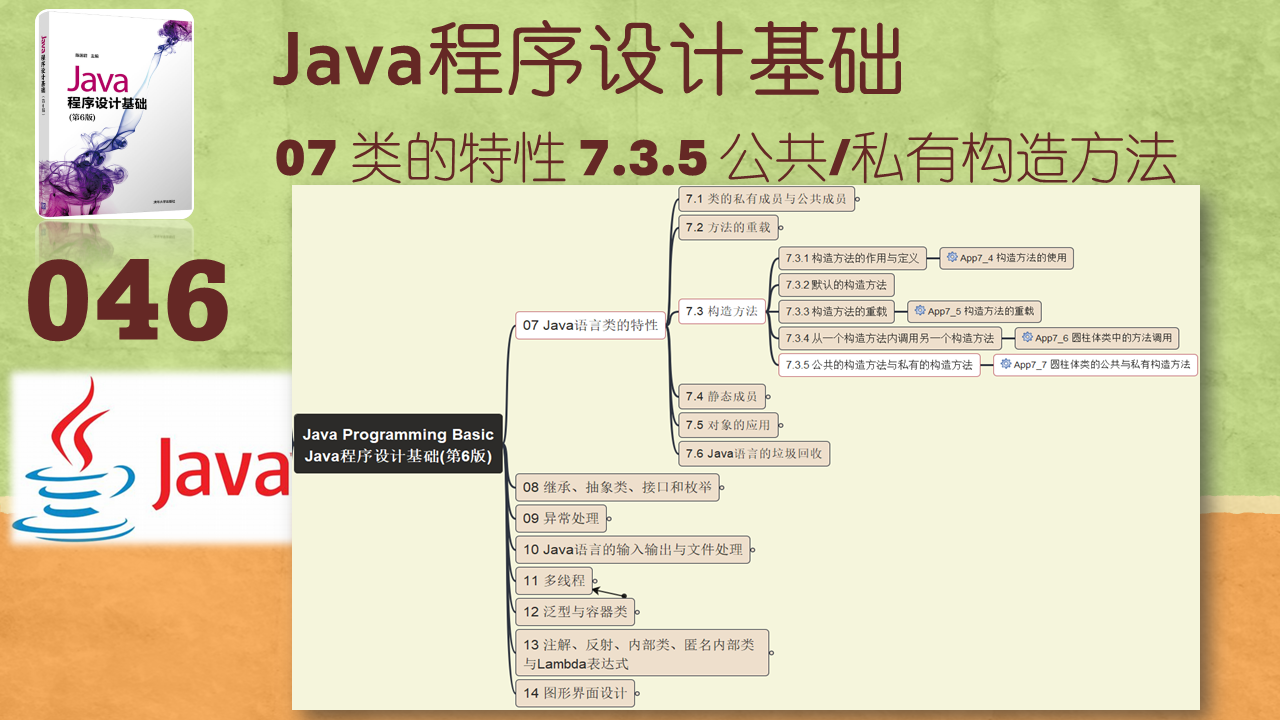 Java程序设计基础
07 类的特性 7.3.5 公共/私有构造方法
陈国君 主编
Java
程序设计基础
(第6版)
清华大学出版社
046
Java
Java Programming Basic
Java程序设计基础(第6版)
07 Java语言类的特性
7.1 类的私有成员与公共成员
7.2 方法的重载
7.3 构造方法
7.3.1 构造方法的作用与定义
App7_4 构造方法的使用
7.3.2 默认的构造方法
7.3.3 构造方法的重载
App7_5 构造方法的重载
7.3.4 从一个构造方法内调用另一个构造方法
App7_6 圆柱体类中的方法调用
7.3.5 公共的构造方法与私有的构造方法
App7_7 圆柱体类的公共与私有构造方法
7.4 静态成员
7.5 对象的应用
7.6 Java语言的垃圾回收
08 继承、抽象类、接口和枚举
09 异常处理
10 Java语言的输入输出与文件处理
11 多线程
12 泛型与容器类
13 注解、反射、内部类、匿名内部类
与Lambda表达式
14 图形界面设计